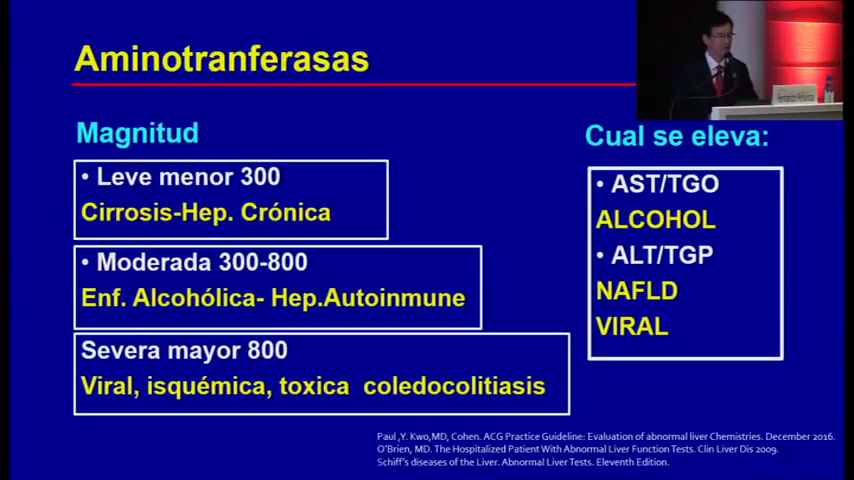 Aminotranferasas
Magnitud
• Leve menor 300
Cirrosis-Hep. Crónica
• Moderada 300-800
Enf. Alcohólica- Hep.Autoinmune
Severa mayor 800
Viral, isquémica, toxica coledocolitiasis
Cual se eleva:
• AST/TGO
ALCOHOL
• ALT/TGP
NAFLD
VIRAL
Paul ,Y. Kwo,MD, Cohen. ACG Practice Guideline: Evaluation of abnormal liver Chemistries. December 2016.
O'Brien, MD. The Hospitalized Patient With Abnormal Liver Function Tests. Clin Liver Dis 2009.
Schiff's diseases of the Liver. Abnormal Liver Tests. Eleventh Edition.